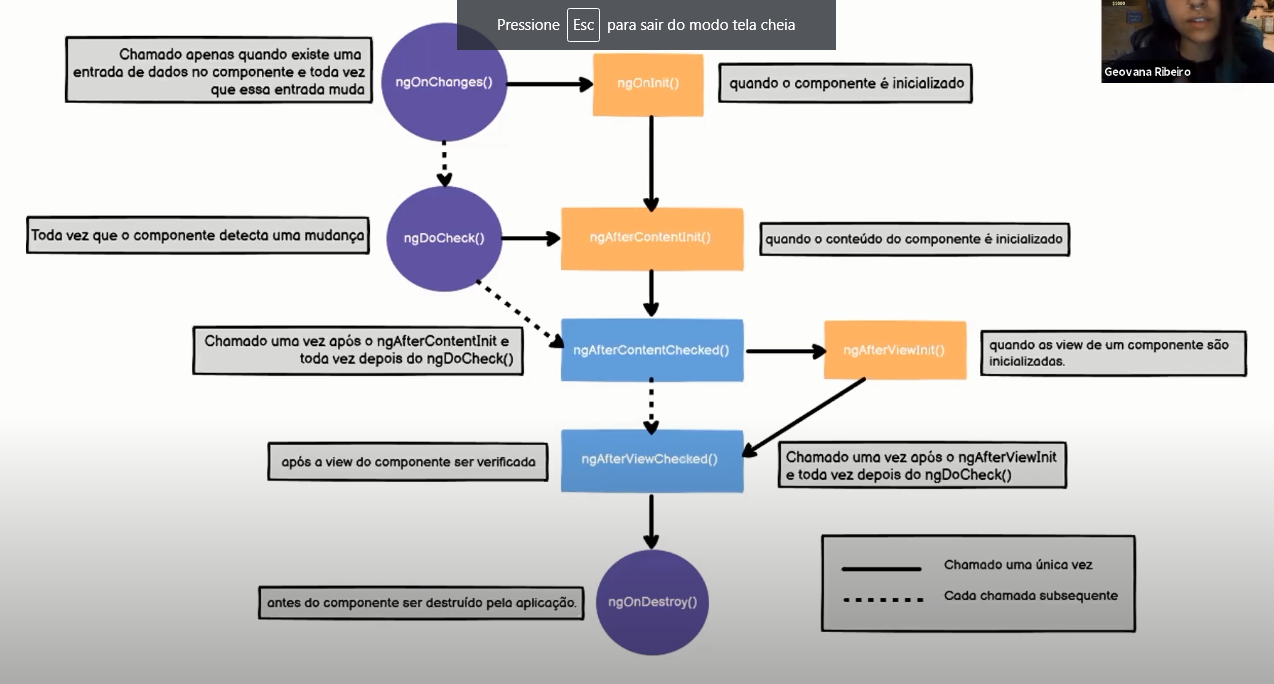 Pressione Esc para sair do modo tela cheia
Geovana Ribeiro
Chamado apenas quando existe uma
entrada de dados no componente e toda vez
que essa entrada muda
ngOnChanges()
ngOnInit()
quando o componente é inicializado
Toda vez que o componente detecta uma mudança
ngDoCheck()
ngAfterContentInit()
quando o conteúdo do componente é inicializado
Chamado uma vez após o ngAfterContentInit e
toda vez depois do ngDoCheck()
ngAfterContentChecked()
ngAfterViewInit()
quando as view de um componente são
inicializadas.
após a view do componente ser verificada
ngAfterViewChecked()
Chamado uma vez após o ngAfterViewInit
e toda vez depois do ngDoCheck()
antes do componente ser destruído pela aplicação.
ngOnDestroy()
Chamado uma única vez
Cada chamada subsequente